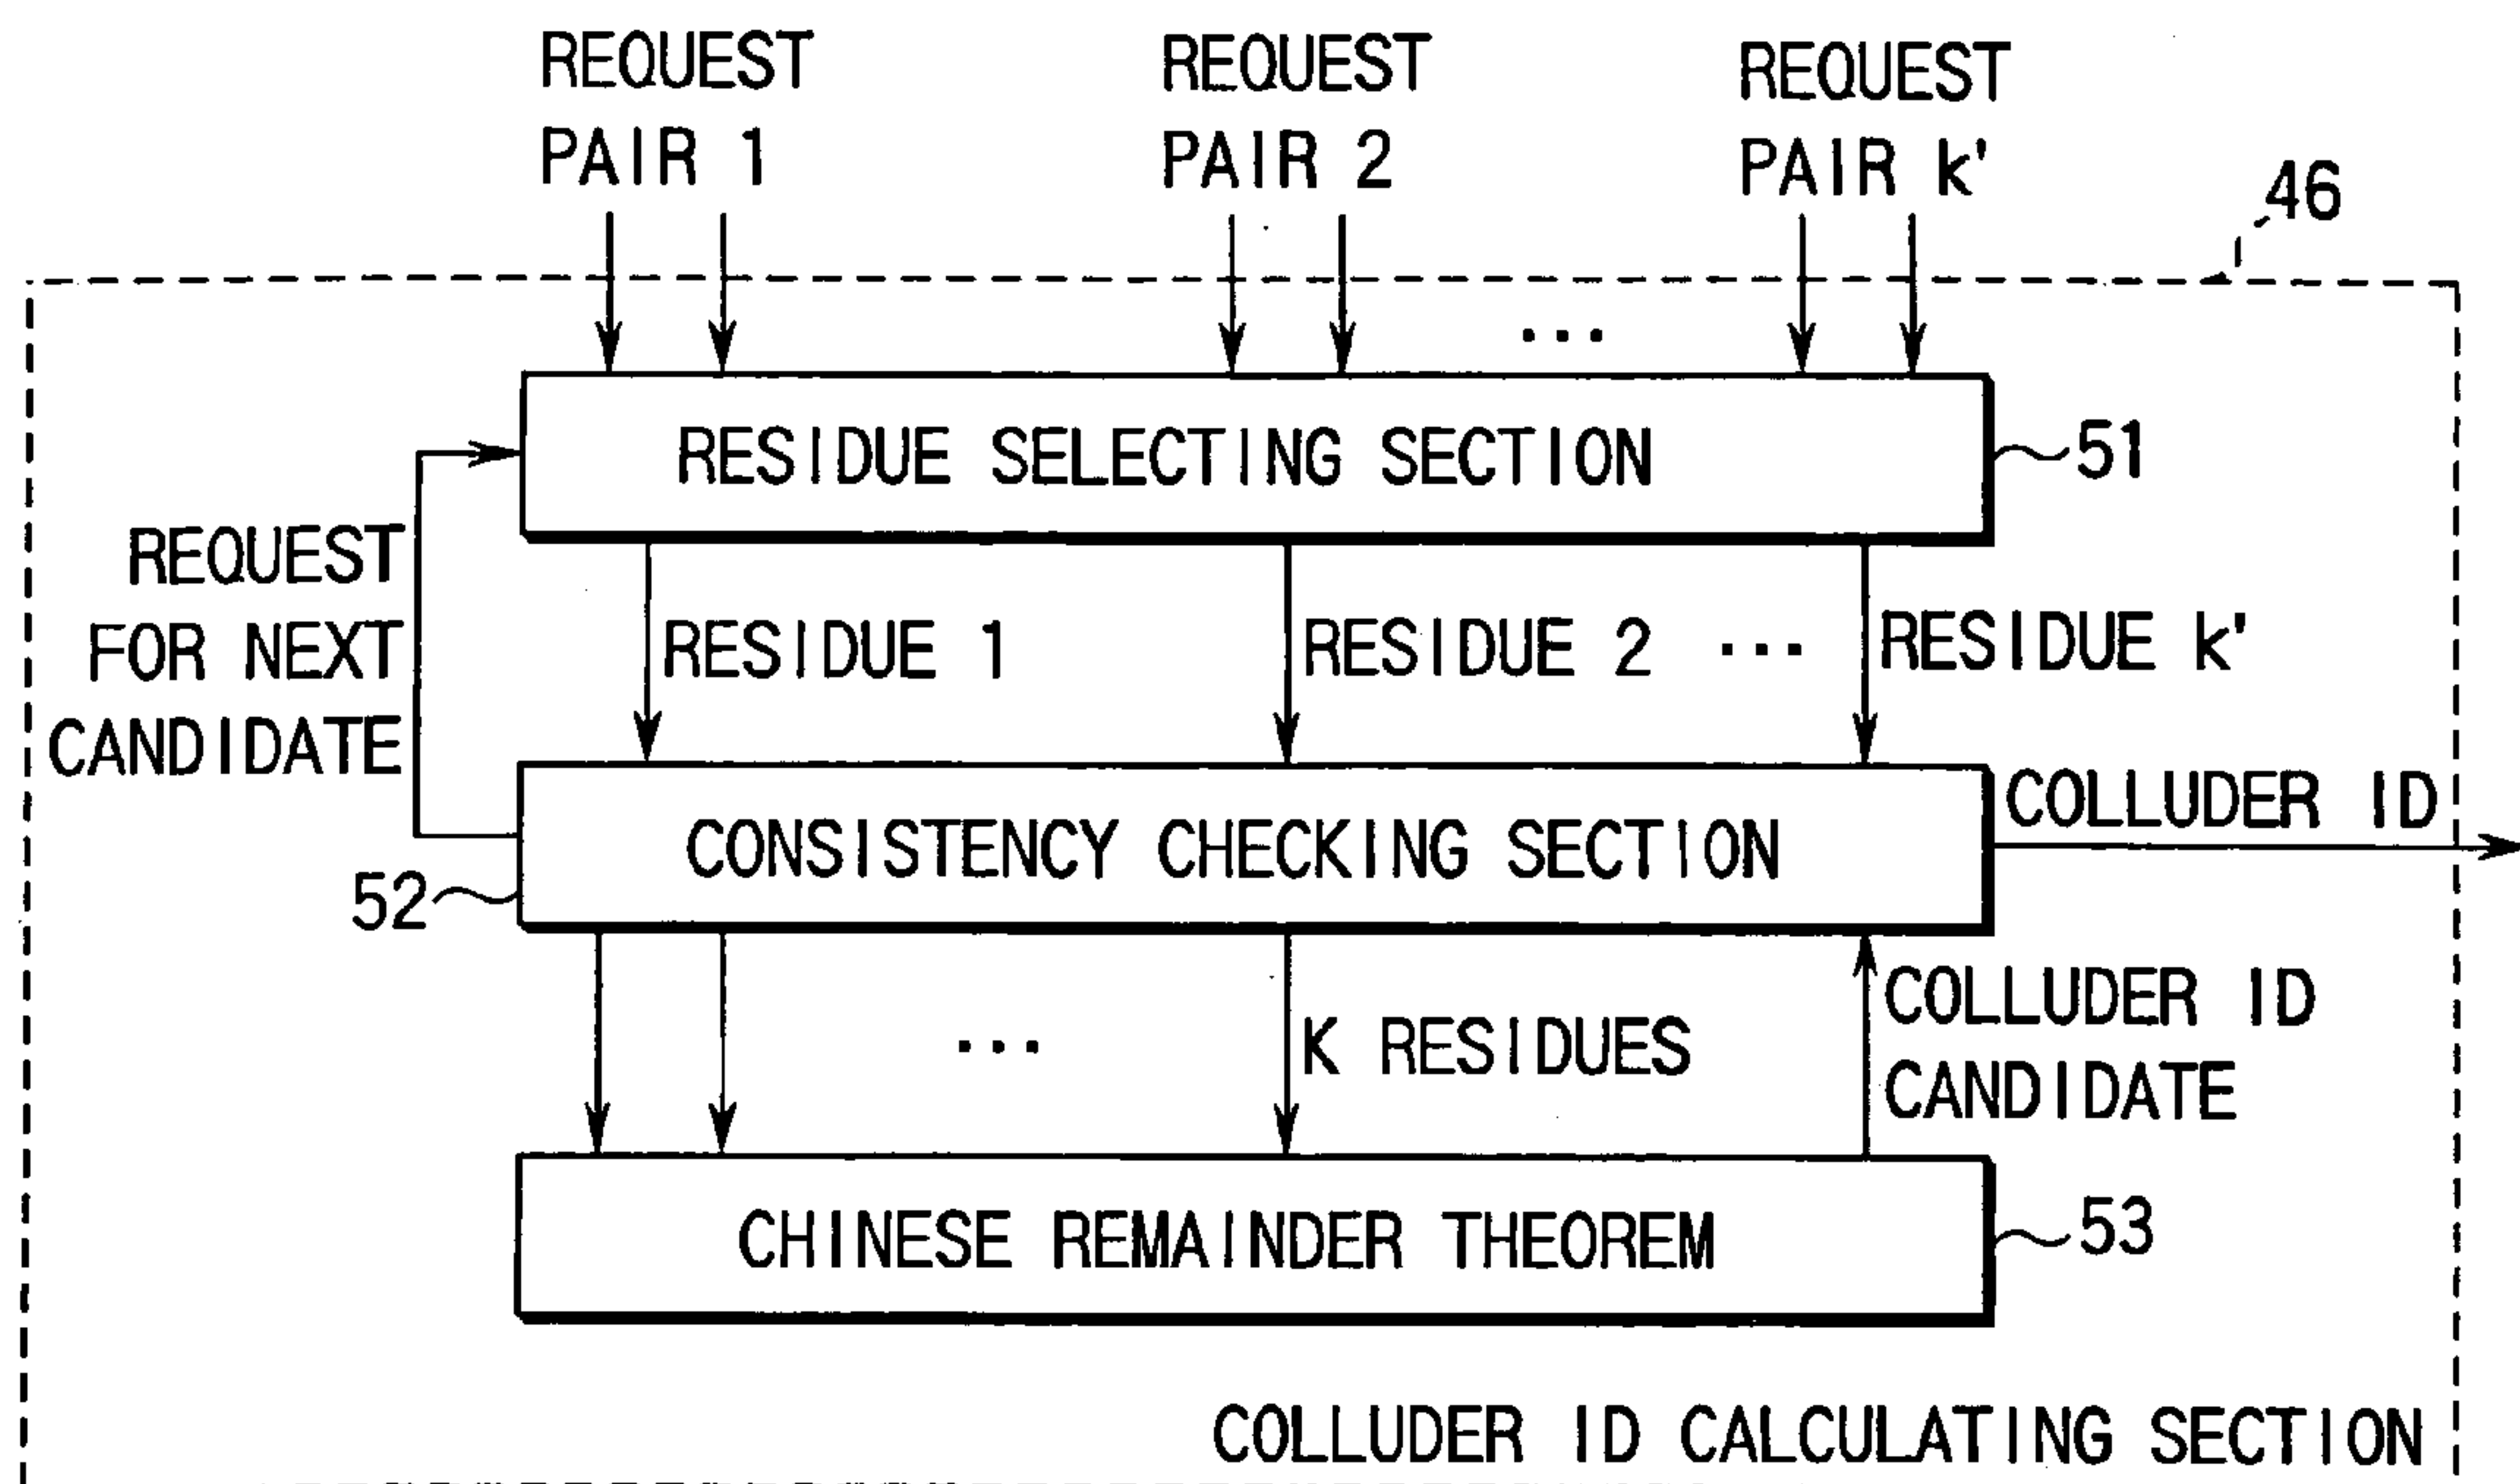 REQUEST
PAIR 1
REQUEST
PAIR 2
REQUEST
PAIR k'
46
...
RESIDUE SELECTING SECTION
51
REQUEST
FOR NEXT
CANDIDATE
RESIDUE 1
RESIDUE 2
...
RESIDUE k'
CONSISTENCY CHECKING SECTION
COLLUDER ID
52
...
K RESIDUES
COLLUDER ID
CANDIDATE
CHINESE REMAINDER THEOREM
53
COLLUDER ID CALCULATING SECTION